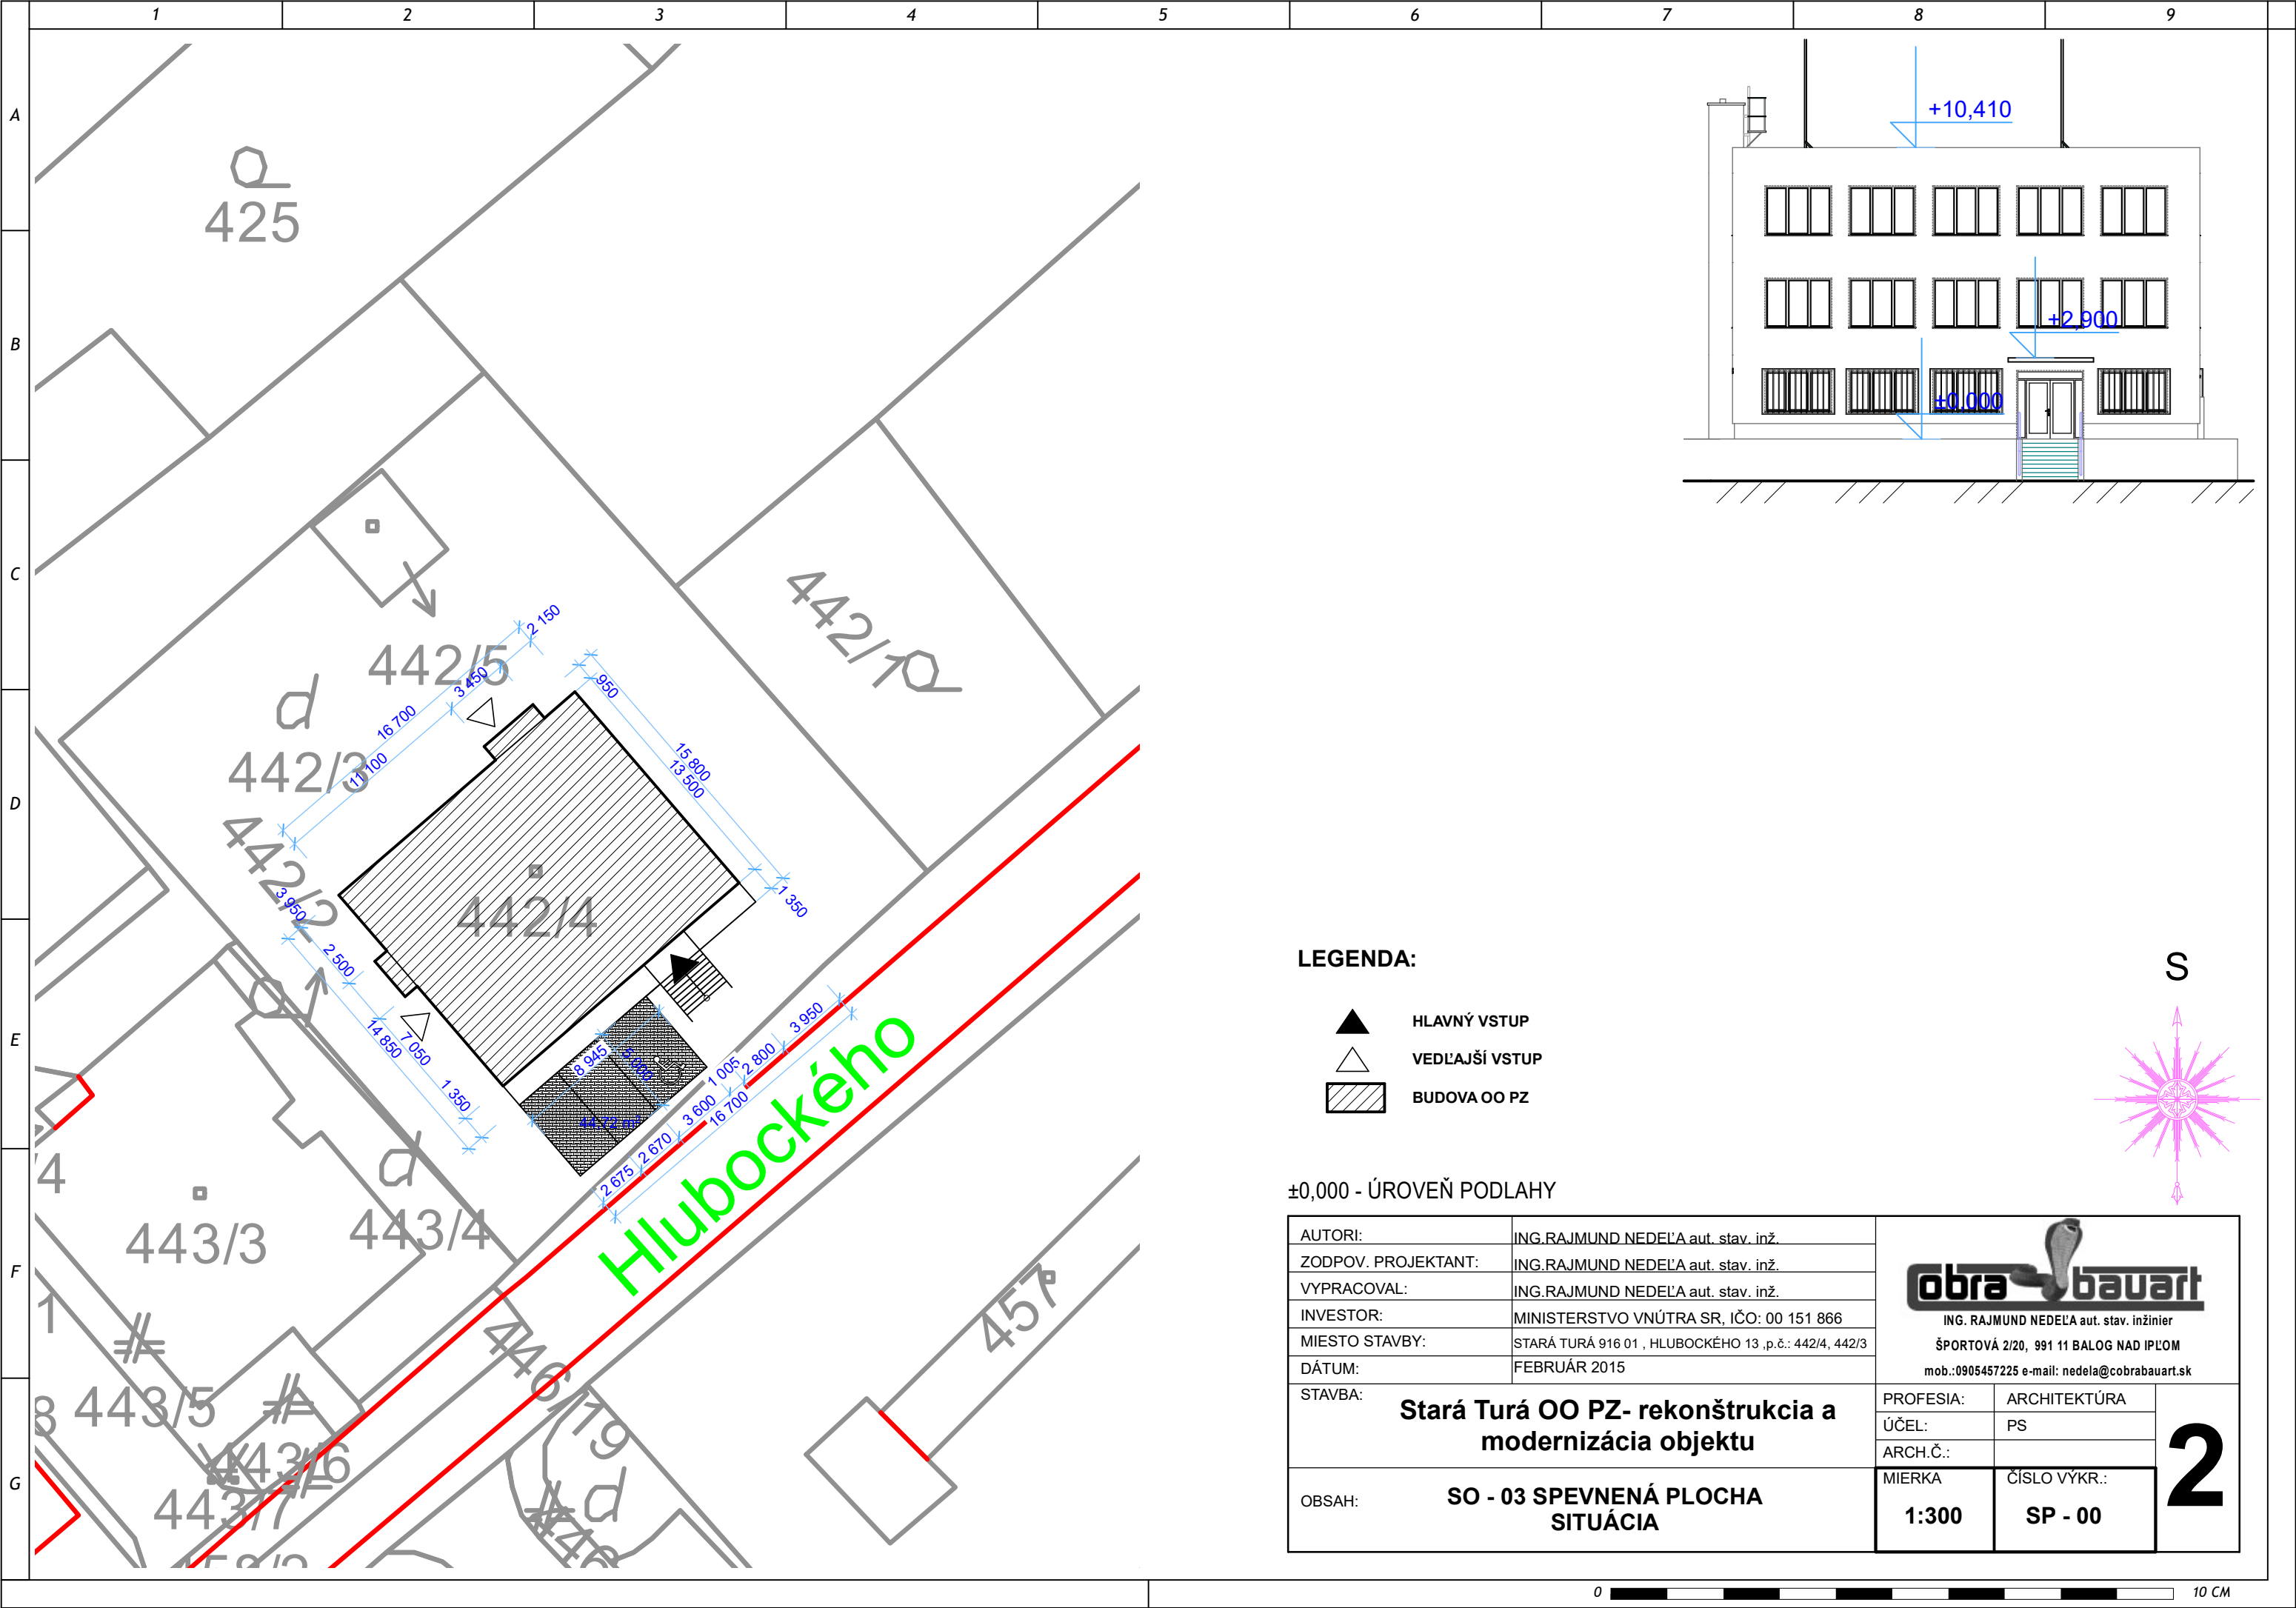 1 2 3 4 5 6 7 8 9
A
B
C
D
E
F
G
425
442/1
442/5
442/3
442/2
442/4
443/3
443/4
443/5
443/6
443/7
446/19
457
/4
1
8
2 150
3 450
16 700
11 100
950
15 800
13 500
1 350
3 950
2 500
14 850
7 050
1 350
8 945
5 000
44.72 m²
2 675
2 670
3 600
1 005
2 800
3 950
16 700
Hlubockého
+10,410
+2,900
±0,000
LEGENDA:
HLAVNÝ VSTUP
VEDĽAJŠÍ VSTUP
BUDOVA OO PZ
S
±0,000 - ÚROVEŇ PODLAHY
AUTORI: ING.RAJMUND NEDEĽA aut. stav. inž.
ZODPOV. PROJEKTANT: ING.RAJMUND NEDEĽA aut. stav. inž.
VYPRACOVAL: ING.RAJMUND NEDEĽA aut. stav. inž.
INVESTOR: MINISTERSTVO VNÚTRA SR, IČO: 00 151 866
MIESTO STAVBY: STARÁ TURÁ 916 01 , HLUBOCKÉHO 13 ,p.č.: 442/4, 442/3
DÁTUM: FEBRUÁR 2015
Cobra bauart
ING. RAJMUND NEDEĽA aut. stav. inžinier
ŠPORTOVÁ 2/20, 991 11 BALOG NAD IPĽOM
mob.:0905457225 e-mail: nedela@cobrabauart.sk
STAVBA: Stará Turá OO PZ- rekonštrukcia a
modernizácia objektu
PROFESIA: ARCHITEKTÚRA
ÚČEL: PS
ARCH.Č.:
2
OBSAH: SO - 03 SPEVNENÁ PLOCHA
SITUÁCIA
MIERKA
1:300
ČÍSLO VÝKR.:
SP - 00
0 10 CM